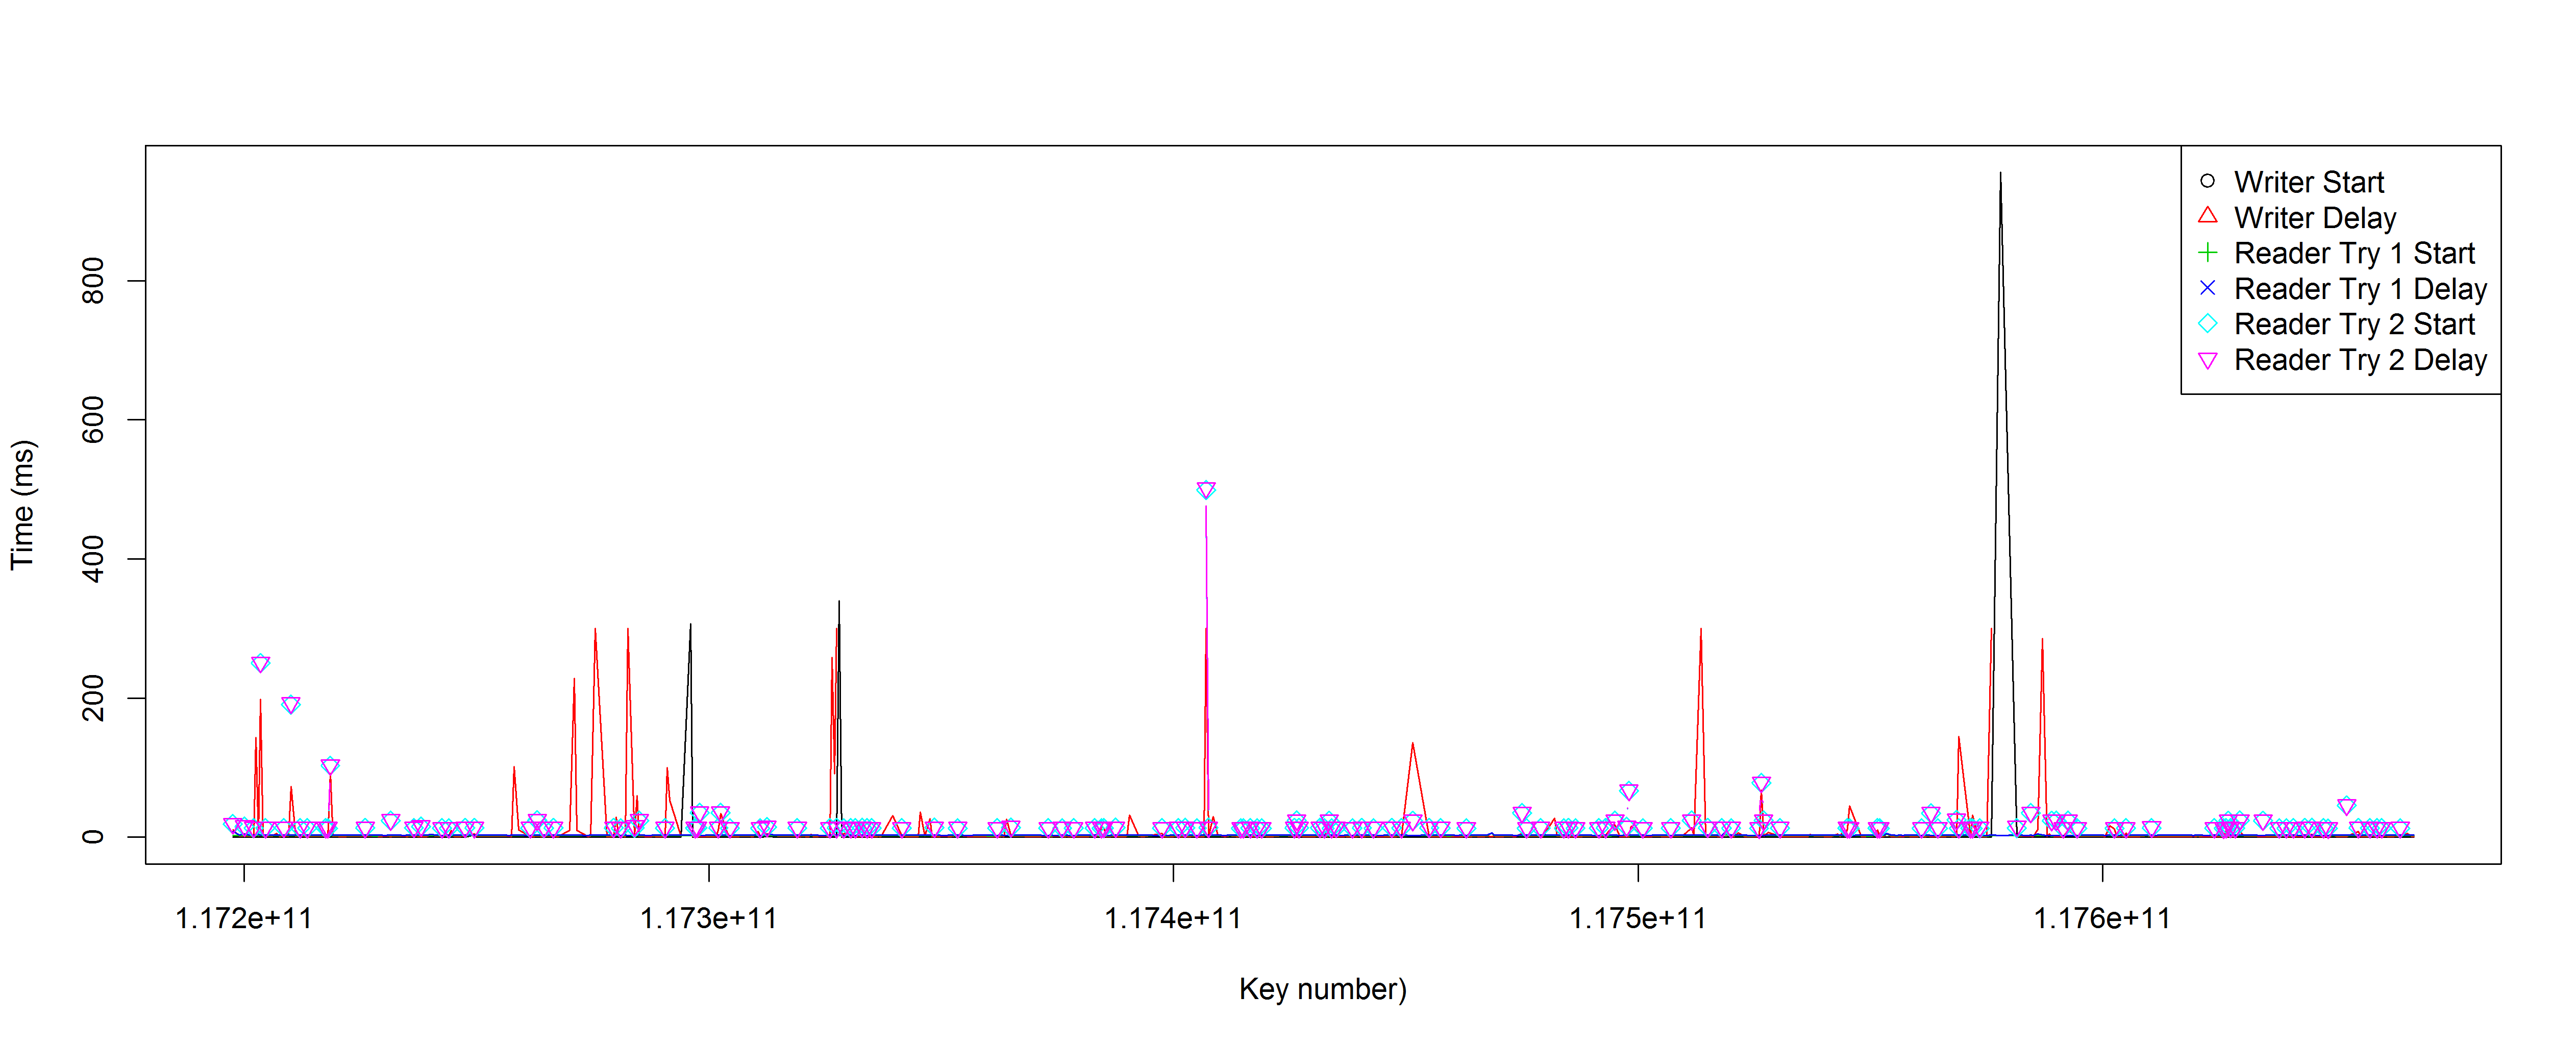 Writer Start
Writer Delay
Reader Try 1 Start
Reader Try 1 Delay
Reader Try 2 Start
Reader Try 2 Delay
Time (ms)
800
600
400
200
0
1.172e+11
1.173e+11
1.174e+11
1.175e+11
1.176e+11
Key number)